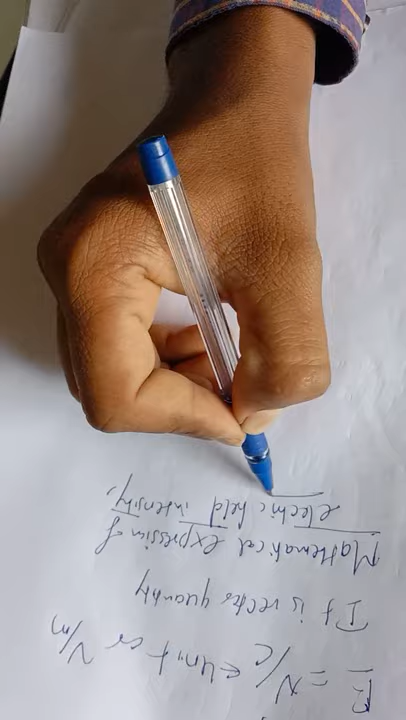 E = N/C ← unit or V/m
It is vector quantity
Mathematical expression of
electric field intensity,